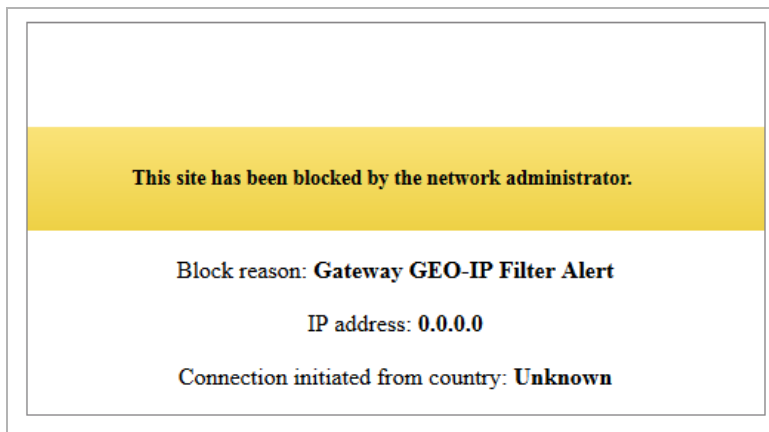 This site has been blocked by the network administrator.
Block reason: Gateway GEO-IP Filter Alert
IP address: 0.0.0.0
Connection initiated from country: Unknown